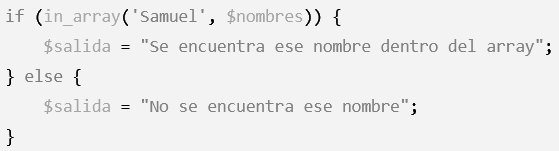 if (in_array('Samuel', $nombres)) {
    $salida = "Se encuentra ese nombre dentro del array";
} else {
    $salida = "No se encuentra ese nombre";
}